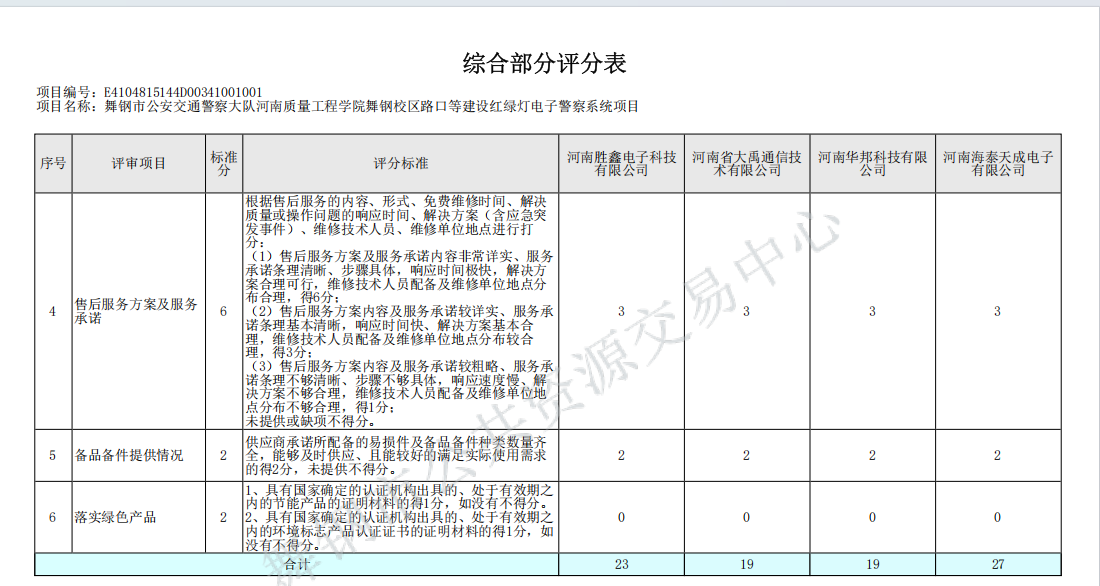 综合部分评分表
项目编号：E4104815144D00341001001
项目名称：舞钢市公安交通警察大队河南质量工程学院舞钢校区路口等建设红绿灯电子警察系统项目
序号
评审项目
标准
分
评分标准
河南胜鑫电子科技
有限公司
河南省大禹通信技
术有限公司
河南华邦科技有限
公司
河南海泰天成电子
有限公司
4
售后服务方案及服务
承诺
6
根据售后服务的内容、形式、免费维修时间、解决
质量或操作问题的响应时间、解决方案（含应急突
发事件）、维修技术人员、维修单位地点进行打
分：
（1）售后服务方案及服务承诺内容非常详实、服务
承诺条理清晰、步骤具体，响应时间极快，解决方
案合理可行，维修技术人员配备及维修单位地点分
布合理，得6分；
（2）售后服务方案内容及服务承诺较详实、服务承
诺条理基本清晰，响应时间快、解决方案基本合
理，维修技术人员配备及维修单位地点分布较合
理，得3分；
（3）售后服务方案内容及服务承诺较粗略、服务承
诺条理不够清晰、步骤不够具体，响应速度慢、解
决方案不够合理，维修技术人员配备及维修单位地
点分布不够合理，得1分；
未提供或缺项不得分。
3
3
3
3
5
备品备件提供情况
2
供应商承诺所配备的易损件及备品备件种类数量齐
全，能够及时供应、且能较好的满足实际使用需求
的得2分，未提供不得分。
2
2
2
2
6
落实绿色产品
2
1、具有国家确定的认证机构出具的、处于有效期之
内的节能产品的证明材料的得1分，如没有不得分。
2、具有国家确定的认证机构出具的、处于有效期之
内的环境标志产品认证证书的证明材料的得1分，如
没有不得分。
0
0
0
0
合计
23
19
19
27
舞钢市公共资源交易中心